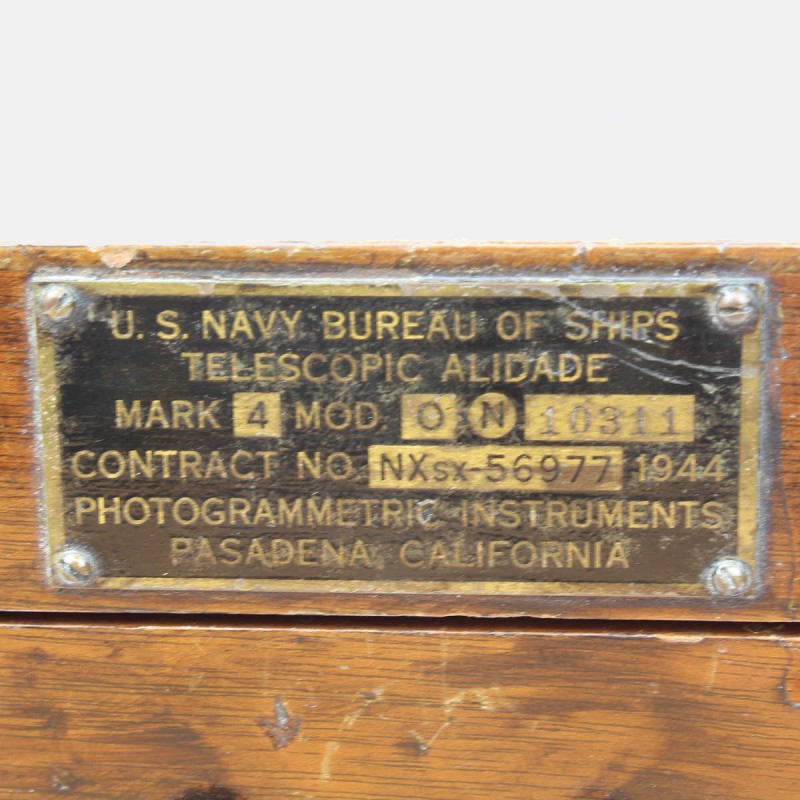 U. S. NAVY BUREAU OF SHIPS
TELESCOPIC ALIDADE
MARK 4 MOD. O N 10311
CONTRACT NO. NXsx-56977 1944
PHOTOGRAMMETRIC INSTRUMENTS
PASADENA, CALIFORNIA